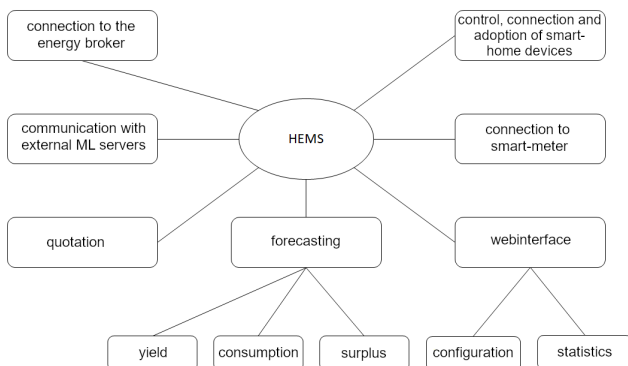 connection to the
energy broker
control, connection and
adoption of smart-
home devices
communication with
external ML servers
HEMS
connection to
smart-meter
quotation
forecasting
webinterface
yield
consumption
surplus
configuration
statistics